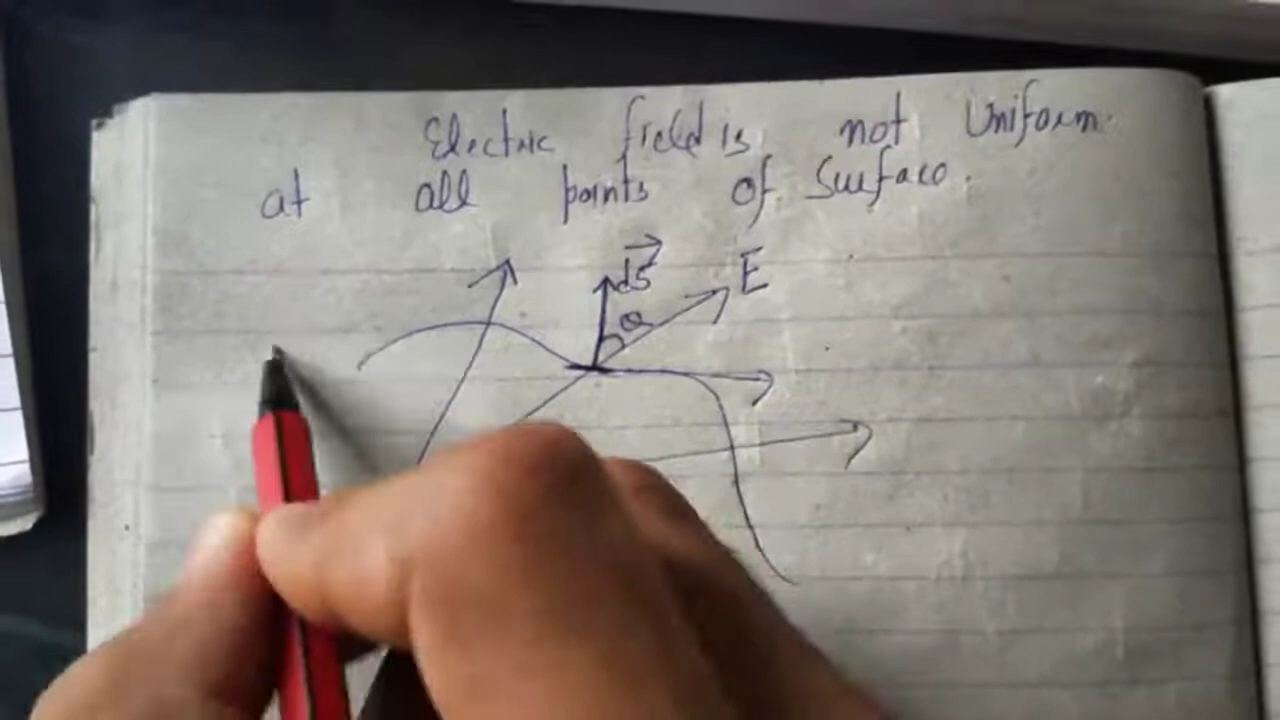 Electric field is not Uniform.
at all points of Surface.
dS E
θ